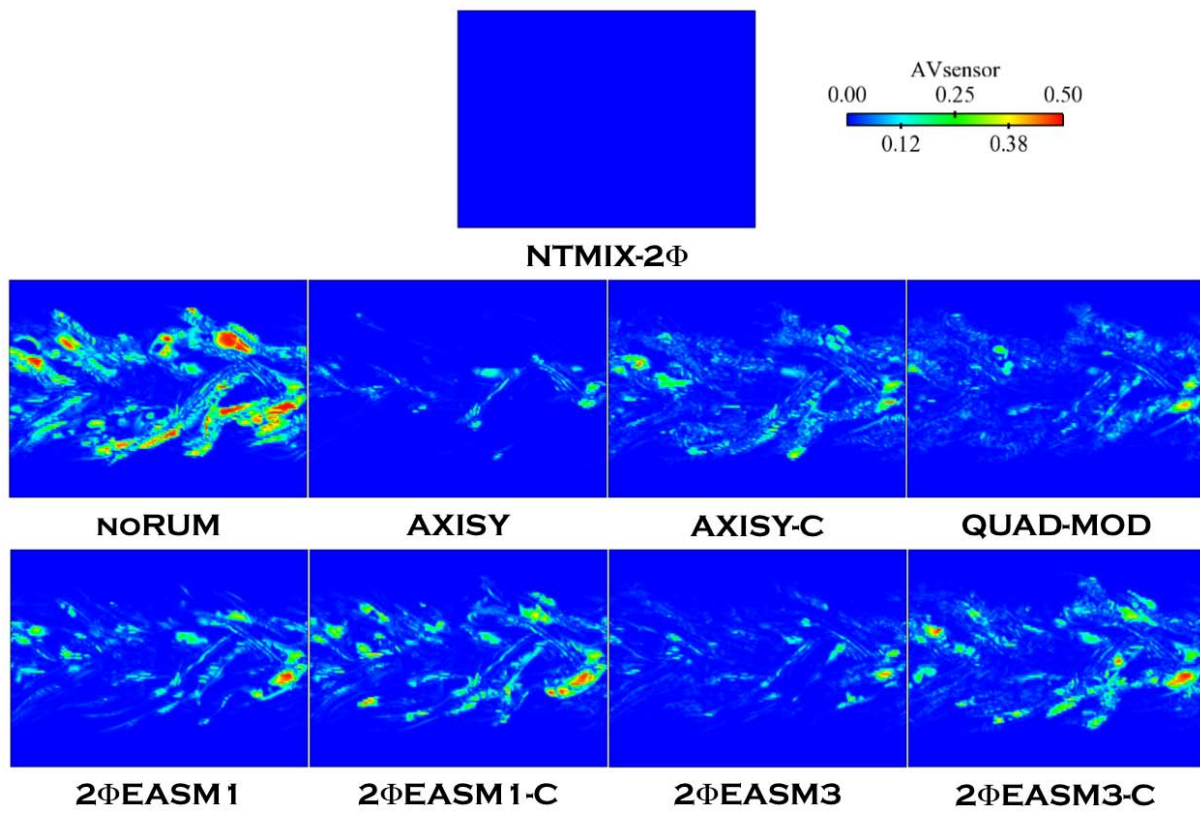 AVsensor
0.00 0.25 0.50
0.12 0.38
NTMIX-2Φ
NORUM AXISY AXISY-C QUAD-MOD
2ΦEASM1 2ΦEASM1-C 2ΦEASM3 2ΦEASM3-C